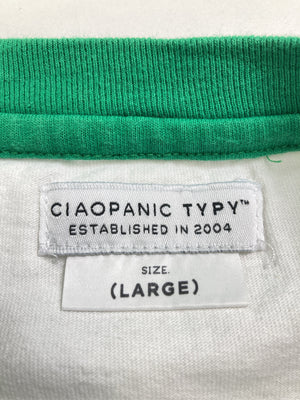 CIAOPANIC TYPY™
ESTABLISHED IN 2004
SIZE.
(LARGE)